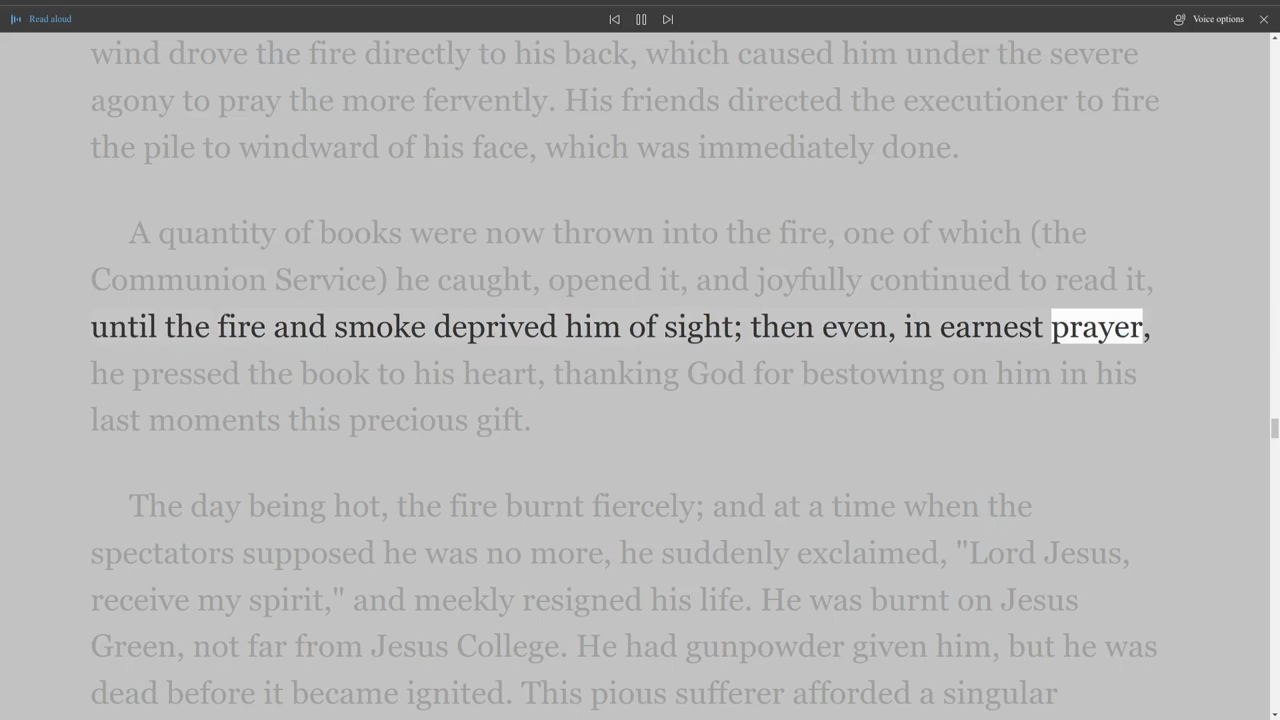 Read aloud
Voice options
wind drove the fire directly to his back, which caused him under the severe
agony to pray the more fervently. His friends directed the executioner to fire
the pile to windward of his face, which was immediately done.
A quantity of books were now thrown into the fire, one of which (the
Communion Service) he caught, opened it, and joyfully continued to read it,
until the fire and smoke deprived him of sight; then even, in earnest prayer,
he pressed the book to his heart, thanking God for bestowing on him in his
last moments this precious gift.
The day being hot, the fire burnt fiercely; and at a time when the
spectators supposed he was no more, he suddenly exclaimed, "Lord Jesus,
receive my spirit," and meekly resigned his life. He was burnt on Jesus
Green, not far from Jesus College. He had gunpowder given him, but he was
dead before it became ignited. This pious sufferer afforded a singular